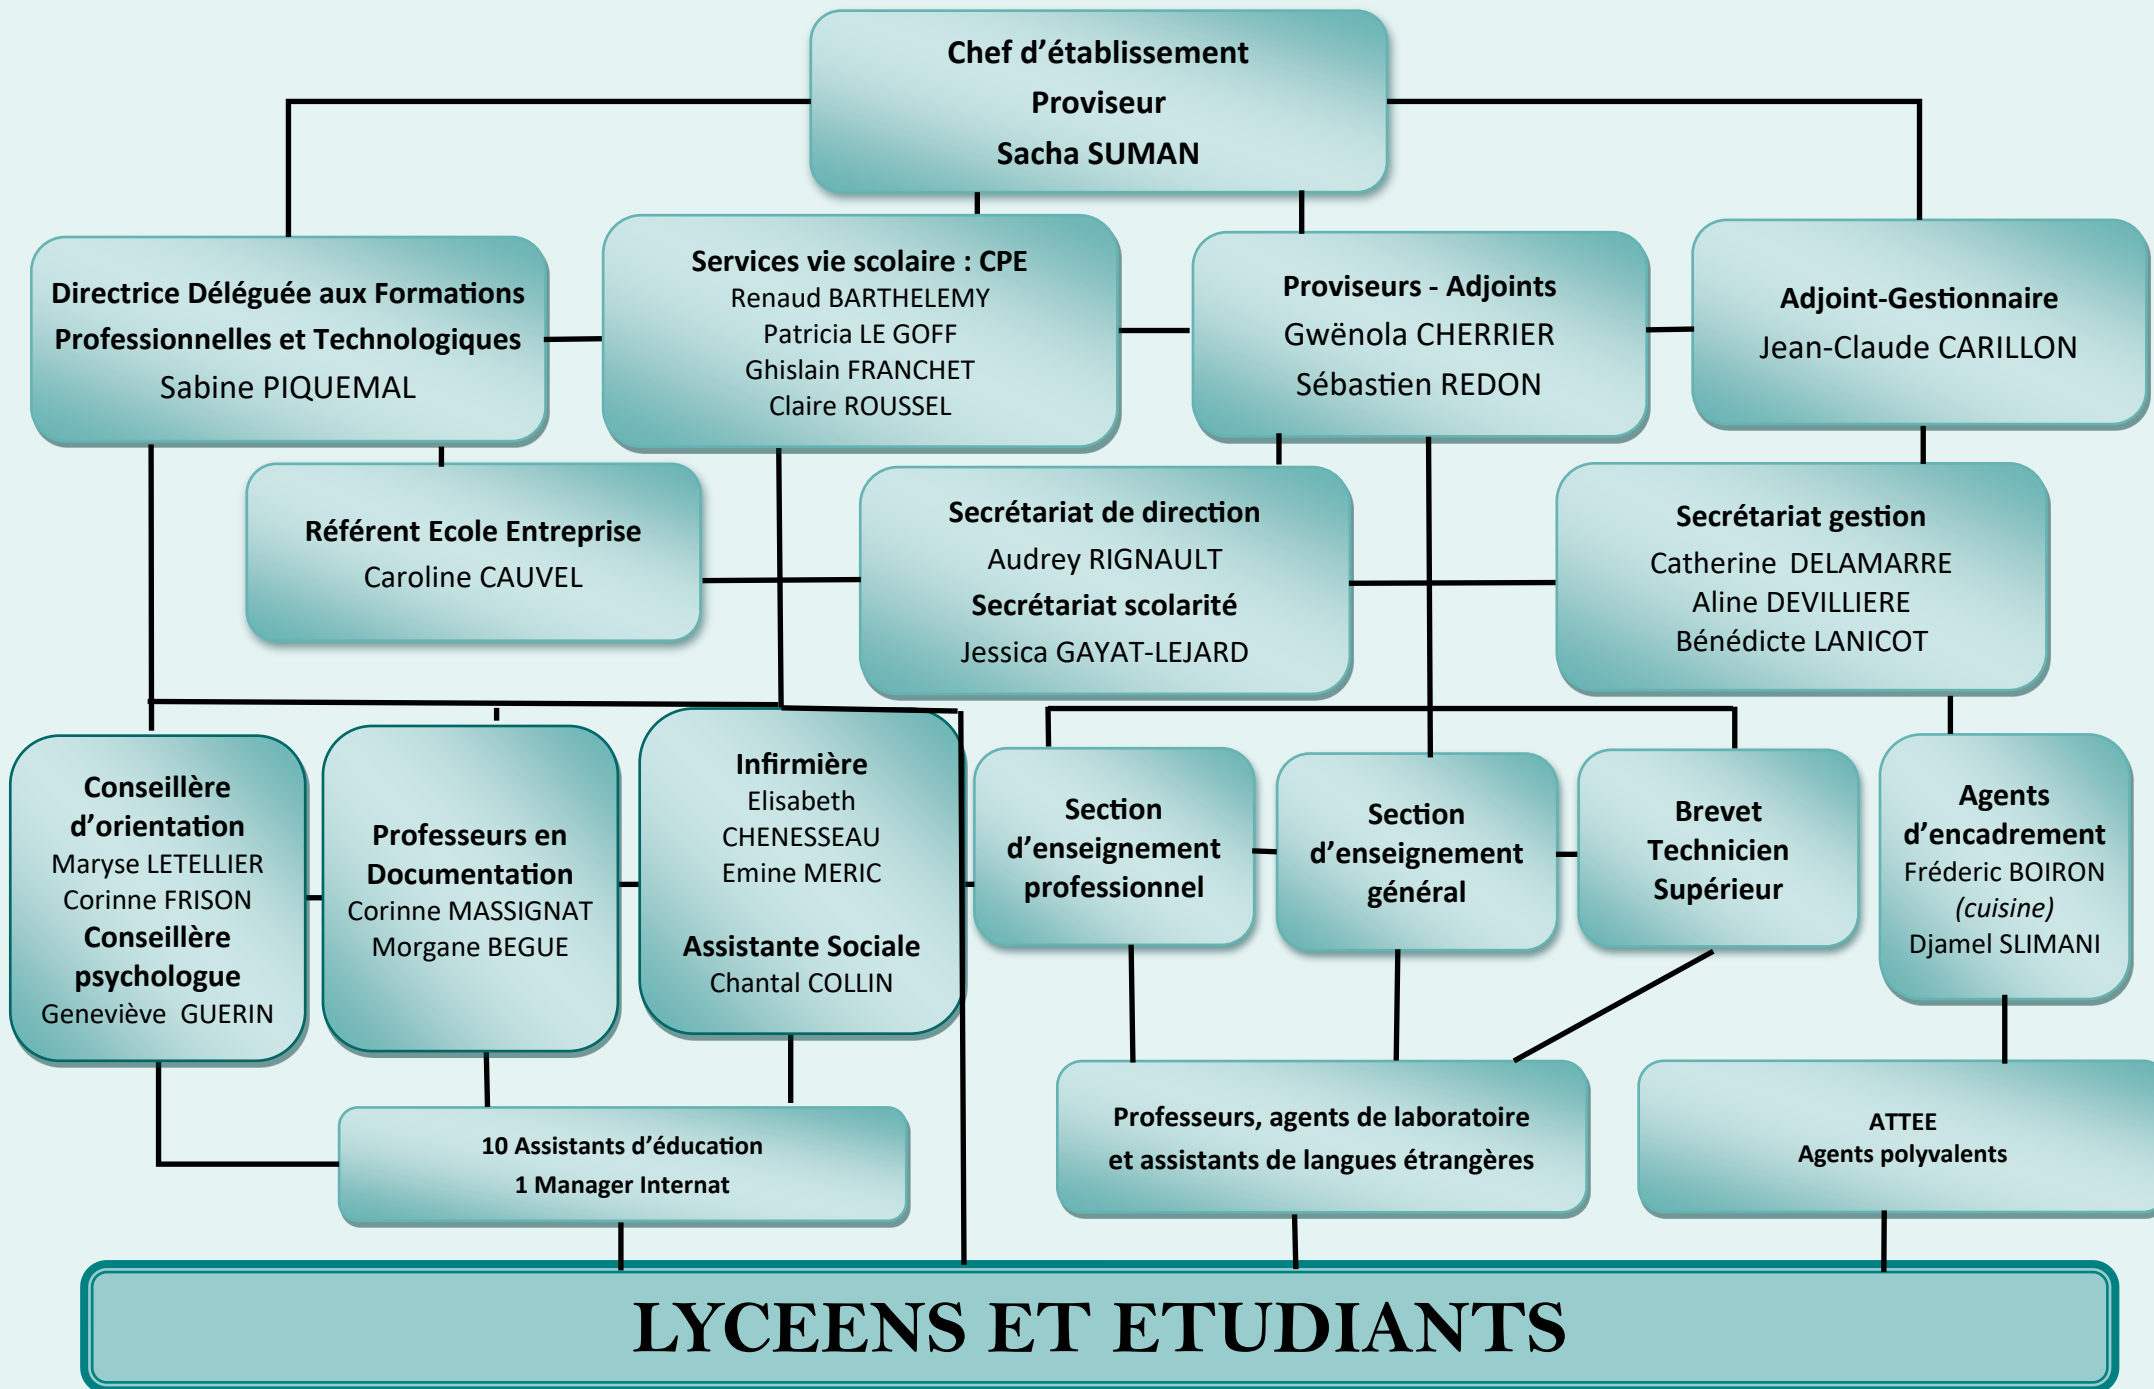 Chef d’établissement
Proviseur
Sacha SUMAN
Directrice Déléguée aux Formations
Professionnelles et Technologiques
Sabine PIQUEMAL
Services vie scolaire : CPE
Renaud BARTHELEMY
Patricia LE GOFF
Ghislain FRANCHET
Claire ROUSSEL
Proviseurs - Adjoints
Gwënola CHERRIER
Sébastien REDON
Adjoint-Gestionnaire
Jean-Claude CARILLON
Référent Ecole Entreprise
Caroline CAUVEL
Secrétariat de direction
Audrey RIGNAULT
Secrétariat scolarité
Jessica GAYAT-LEJARD
Secrétariat gestion
Catherine DELAMARRE
Aline DEVILLIERE
Bénédicte LANICOT
Conseillère
d’orientation
Maryse LETELLIER
Corinne FRISON
Conseillère
psychologue
Geneviève GUERIN
Professeurs en
Documentation
Corinne MASSIGNAT
Morgane BEGUE
Infirmière
Elisabeth
CHENESSEAU
Emine MERIC
Assistante Sociale
Chantal COLLIN
Section
d’enseignement
professionnel
Section
d’enseignement
général
Brevet
Technicien
Supérieur
Agents
d’encadrement
Fréderic BOIRON
(cuisine)
Djamel SLIMANI
10 Assistants d’éducation
1 Manager Internat
Professeurs, agents de laboratoire
et assistants de langues étrangères
ATTEE
Agents polyvalents
LYCEENS ET ETUDIANTS